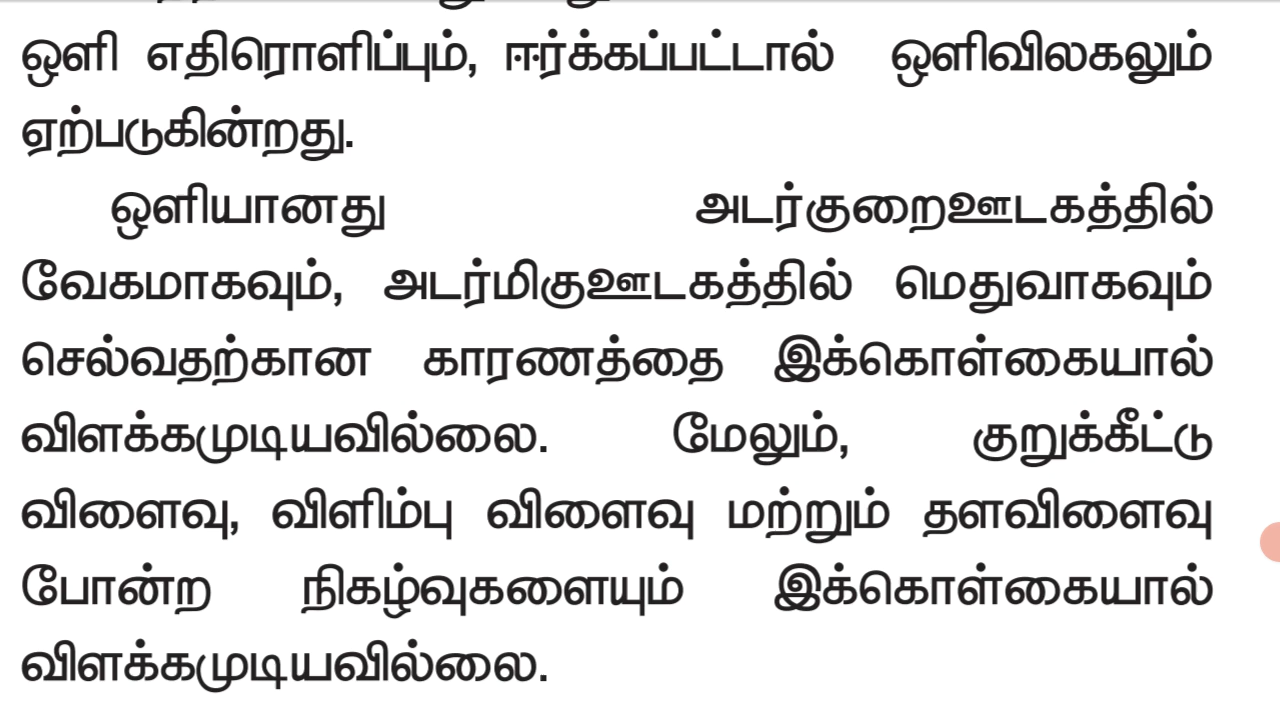 ஒளி எதிரொளிப்பும், ஈர்க்கப்பட்டால் ஒளிவிலகலும்
ஏற்படுகின்றது.
ஒளியானது அடர்குறைஊடகத்தில்
வேகமாகவும், அடர்மிகுஊடகத்தில் மெதுவாகவும்
செல்வதற்கான காரணத்தை இக்கொள்கையால்
விளக்கமுடியவில்லை. மேலும், குறுக்கீட்டு
விளைவு, விளிம்பு விளைவு மற்றும் தளவிளைவு
போன்ற நிகழ்வுகளையும் இக்கொள்கையால்
விளக்கமுடியவில்லை.